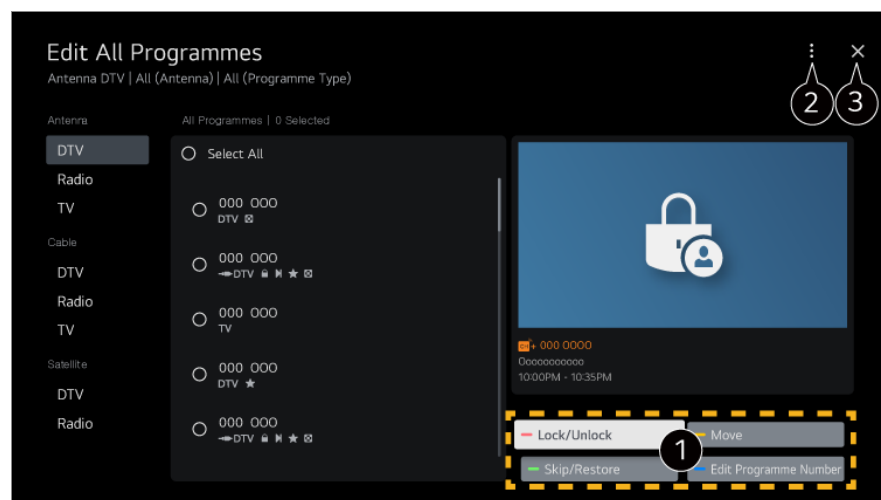 Edit All Programmes
Antenna DTV | All (Antenna) | All (Programme Type)
2
3
Antenna
All Programmes | 0 Selected
DTV
Radio
TV
Cable
DTV
Radio
TV
Satellite
DTV
Radio
Select All
000 000
DTV
000 000
DTV
000 000
TV
000 000
DTV
000 000
DTV
CH+ 000 0000
Ooooooooooo
10:00PM - 10:35PM
1
Lock/Unlock
Move
Skip/Restore
Edit Programme Number